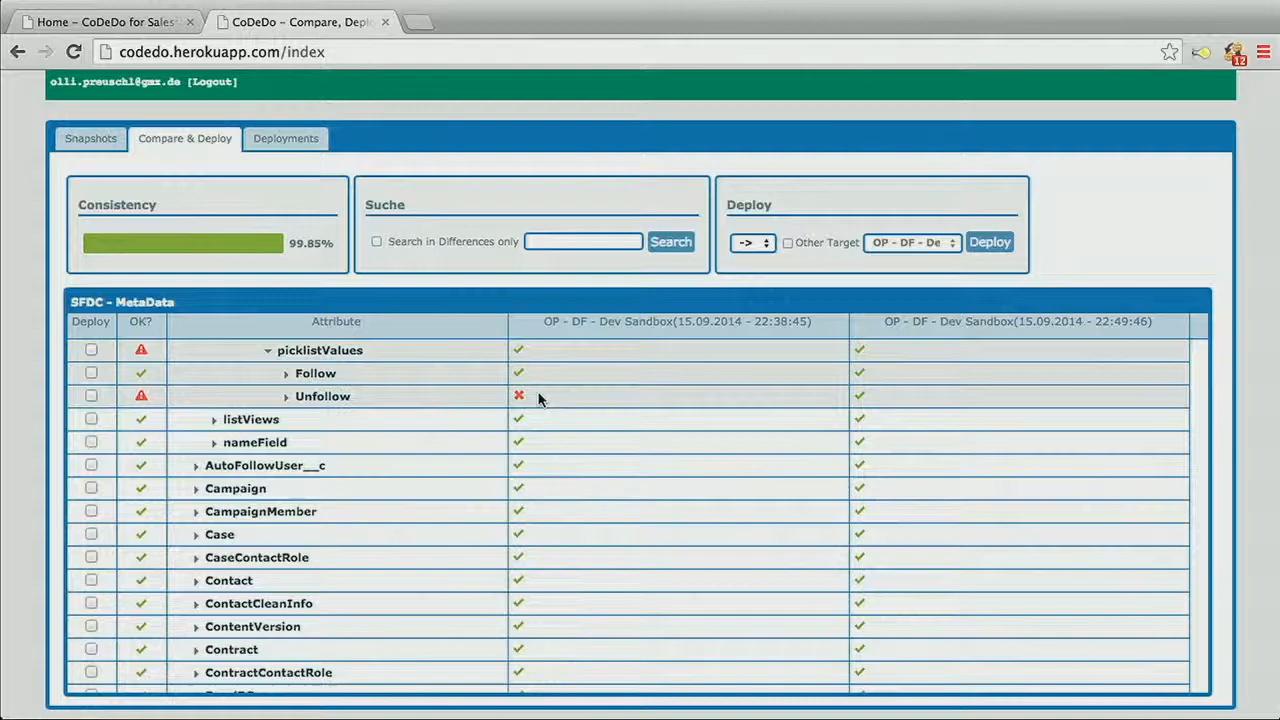 Home – CoDeDo for Sales
CoDeDo – Compare, Deplo
codedo.herokuapp.com/index
12
olli.preuschl@gmx.de [Logout]
Snapshots Compare & Deploy Deployments
Consistency Suche Deploy
99.85% Search in Differences only Search -> Other Target OP - DF - De Deploy
SFDC - MetaData
Deploy OK? Attribute OP - DF - Dev Sandbox(15.09.2014 - 22:38:45) OP - DF - Dev Sandbox(15.09.2014 - 22:49:46)
picklistValues
Follow
Unfollow
listViews
nameField
AutoFollowUser__c
Campaign
CampaignMember
Case
CaseContactRole
Contact
ContactCleanInfo
ContentVersion
Contract
ContractContactRole